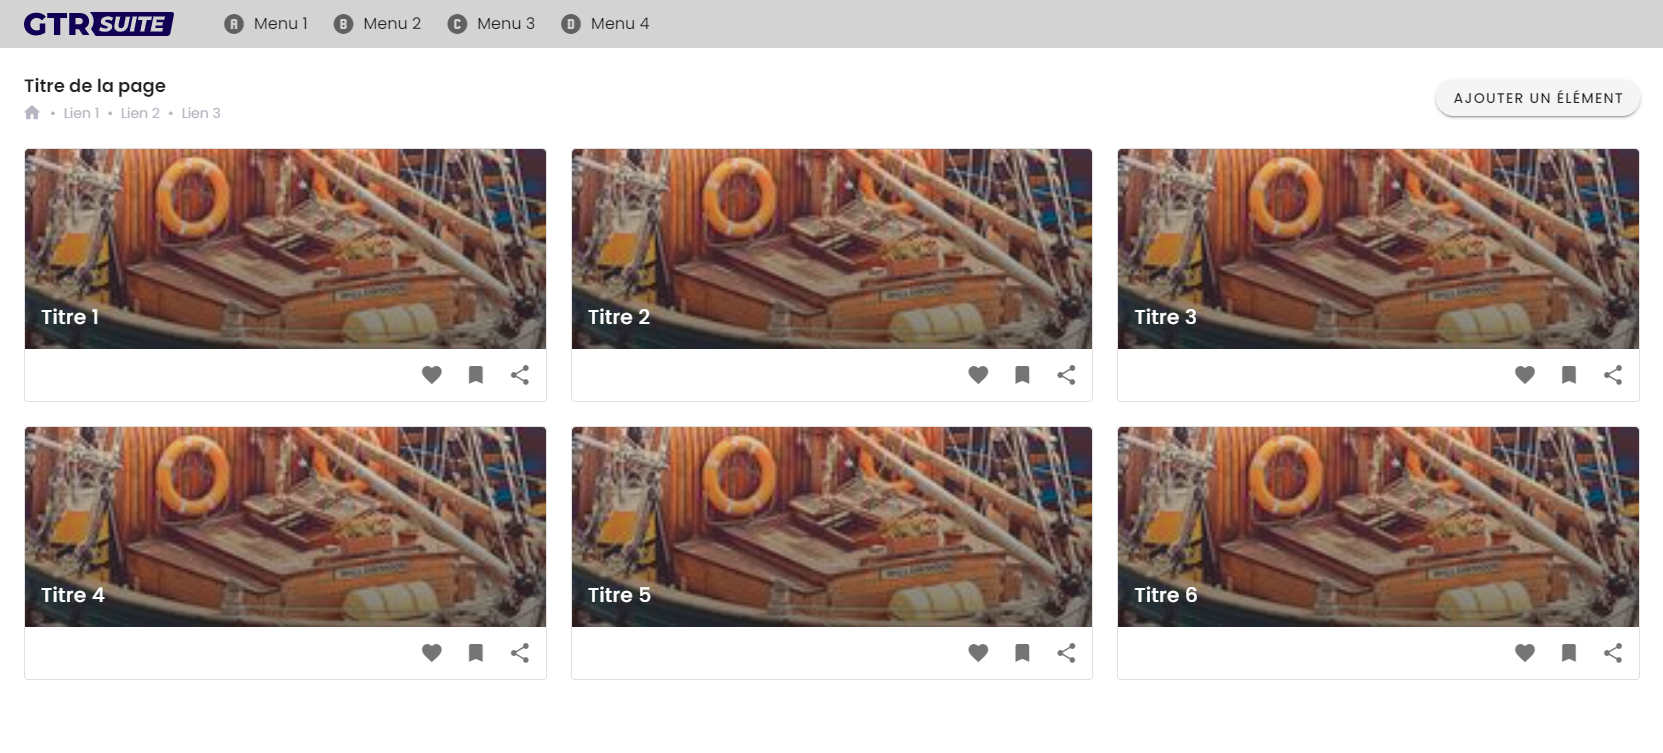 GTR SUITE A Menu 1 B Menu 2 C Menu 3 D Menu 4
Titre de la page
AJOUTER UN ÉLÉMENT
• Lien 1 • Lien 2 • Lien 3
Titre 1 Titre 2 Titre 3
Titre 4 Titre 5 Titre 6